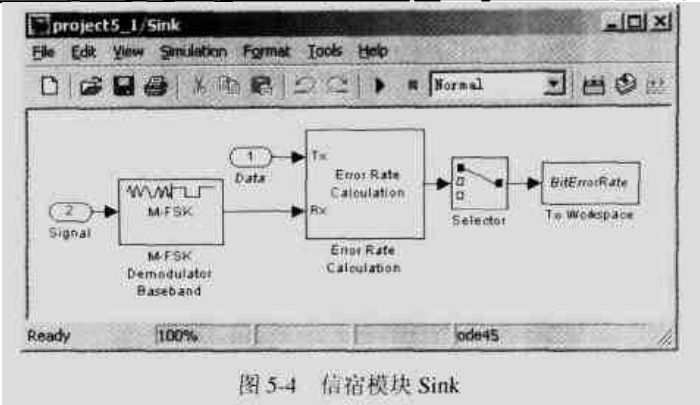 project5_1/Sink
File Edit View Simulation Format Tools Help
Normal
1
Data
Tx
Rx
Error Rate
Calculation
Error Rate
Calculation
2
Signal
M-FSK
M-FSK
Demodulator
Baseband
Selector
BitErrorRate
To Workspace
Ready 100% ode45
图 5-4 信宿模块 Sink